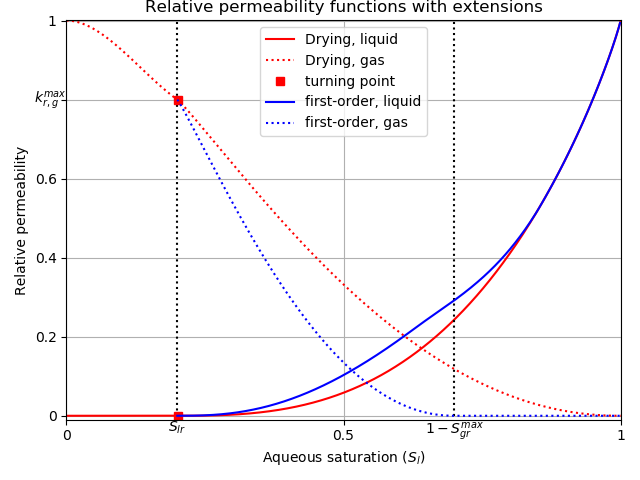 Relative permeability functions with extensions
Drying, liquid
Drying, gas
turning point
first-order, liquid
first-order, gas
1
$k_{r,g}^{max}$
0.6
0.4
0.2
0
Relative permeability
0
$S_{lr}$
0.5
$1 - S_{gr}^{max}$
1
Aqueous saturation ($S_l$)